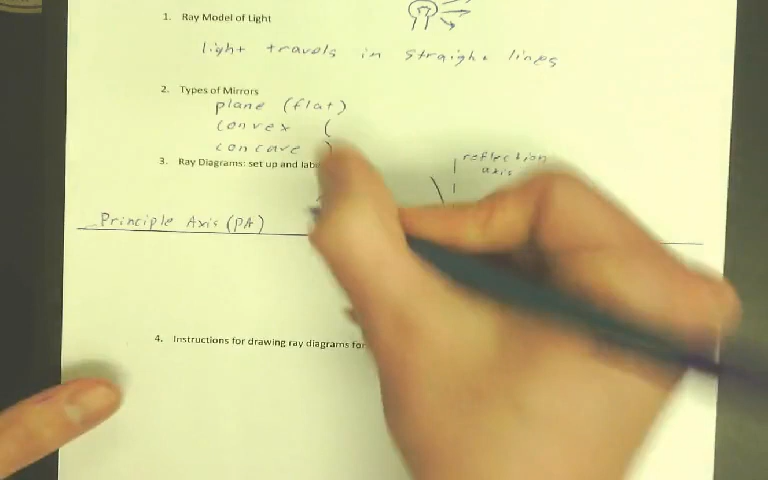 1. Ray Model of Light
light travels in straight lines
2. Types of Mirrors
plane (flat)
convex (
concave )
3. Ray Diagrams: set up and
reflection
axis
Principle Axis (PA)
4. Instructions for drawing ray diagrams for